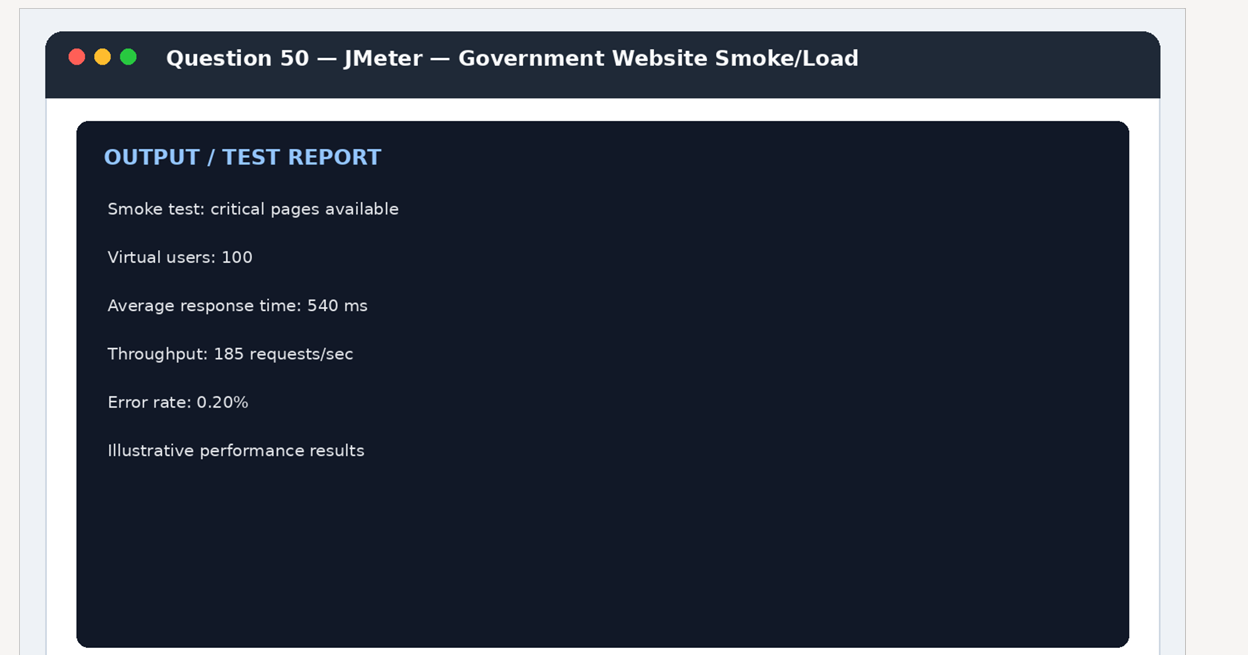 Question 50 — JMeter — Government Website Smoke/Load
OUTPUT / TEST REPORT
Smoke test: critical pages available
Virtual users: 100
Average response time: 540 ms
Throughput: 185 requests/sec
Error rate: 0.20%
Illustrative performance results